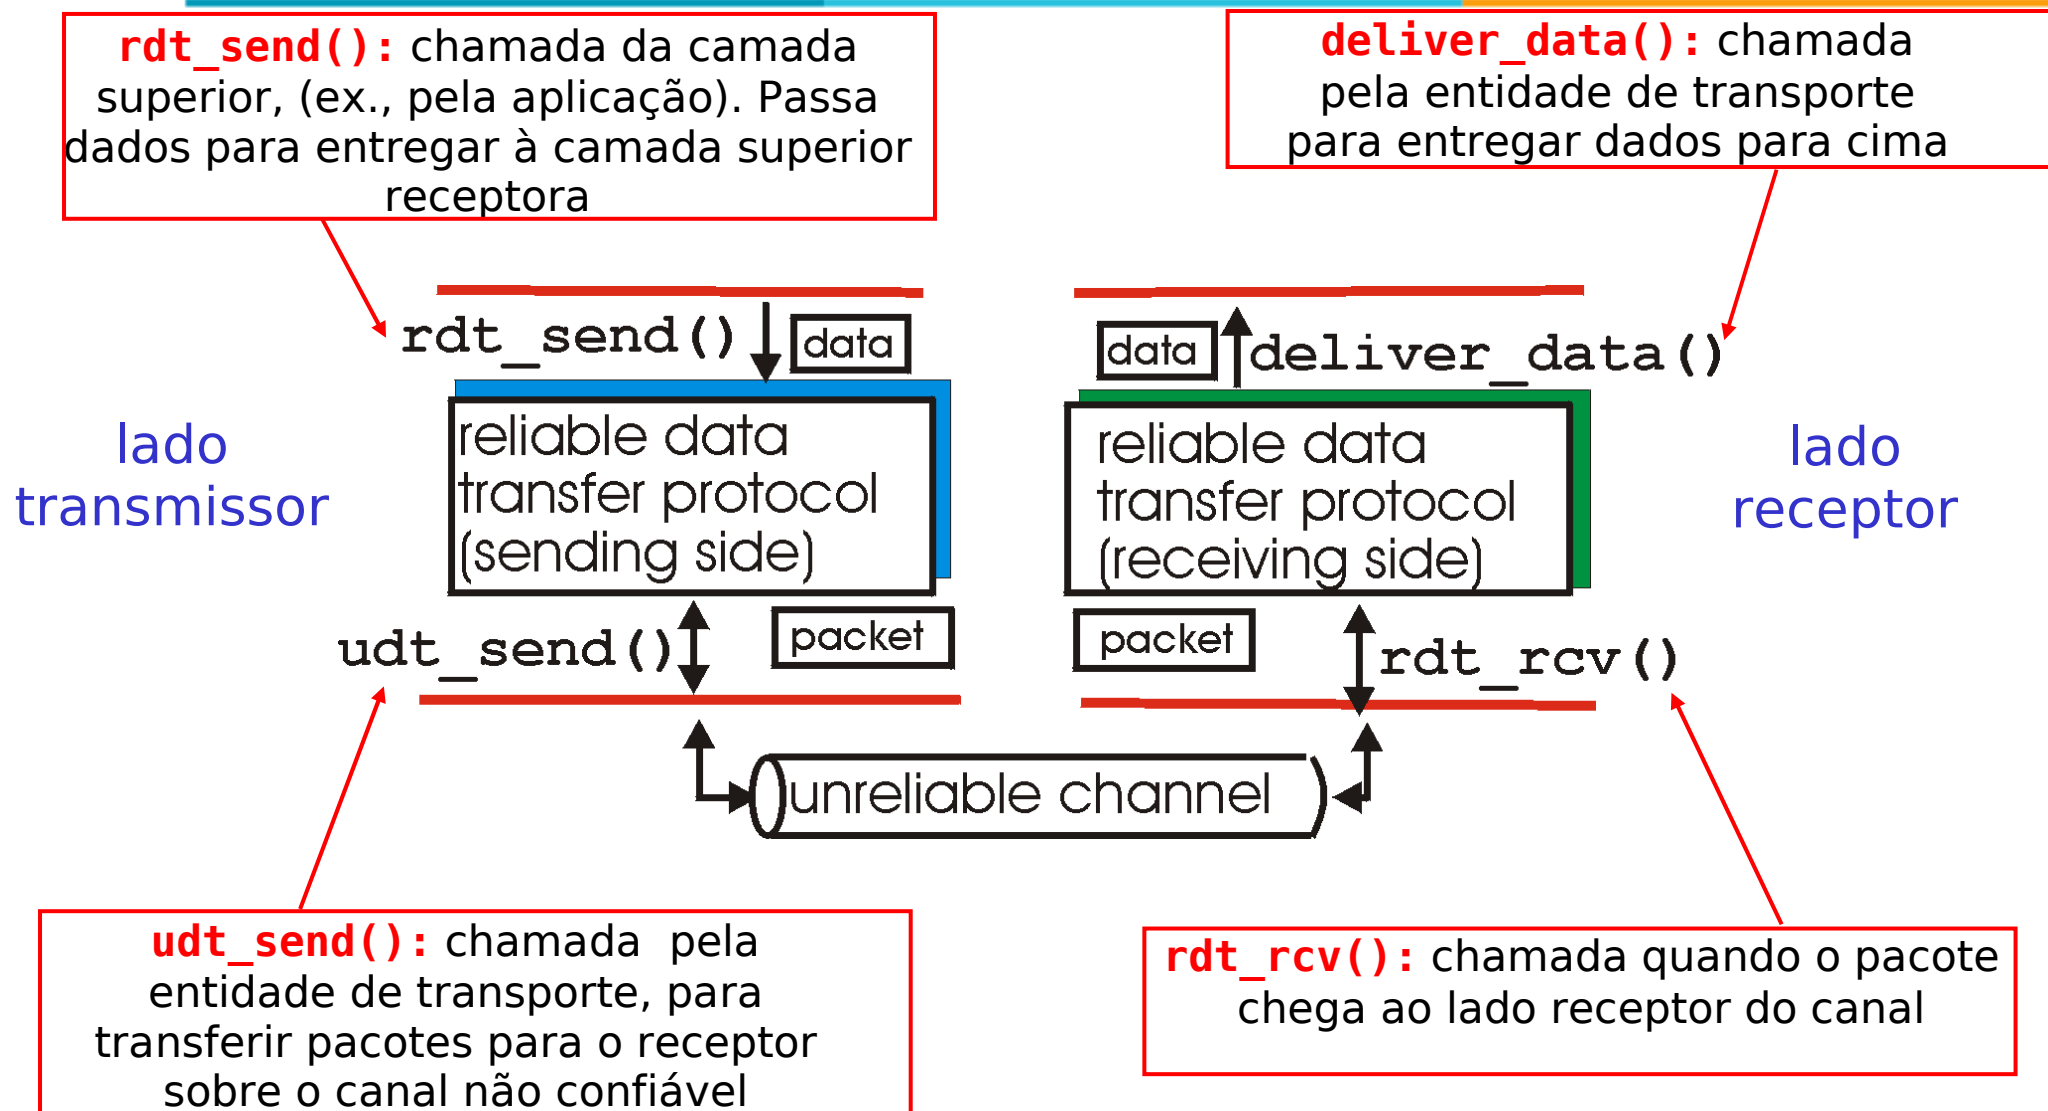 rdt_send(): chamada da camada
superior, (ex., pela aplicação). Passa
dados para entregar à camada superior
receptora
deliver_data(): chamada
pela entidade de transporte
para entregar dados para cima
rdt_send()
data
data
deliver_data()
lado
transmissor
reliable data
transfer protocol
(sending side)
reliable data
transfer protocol
(receiving side)
lado
receptor
udt_send()
packet
packet
rdt_rcv()
unreliable channel
udt_send(): chamada  pela
entidade de transporte, para
transferir pacotes para o receptor
sobre o canal não confiável
rdt_rcv(): chamada quando o pacote
chega ao lado receptor do canal